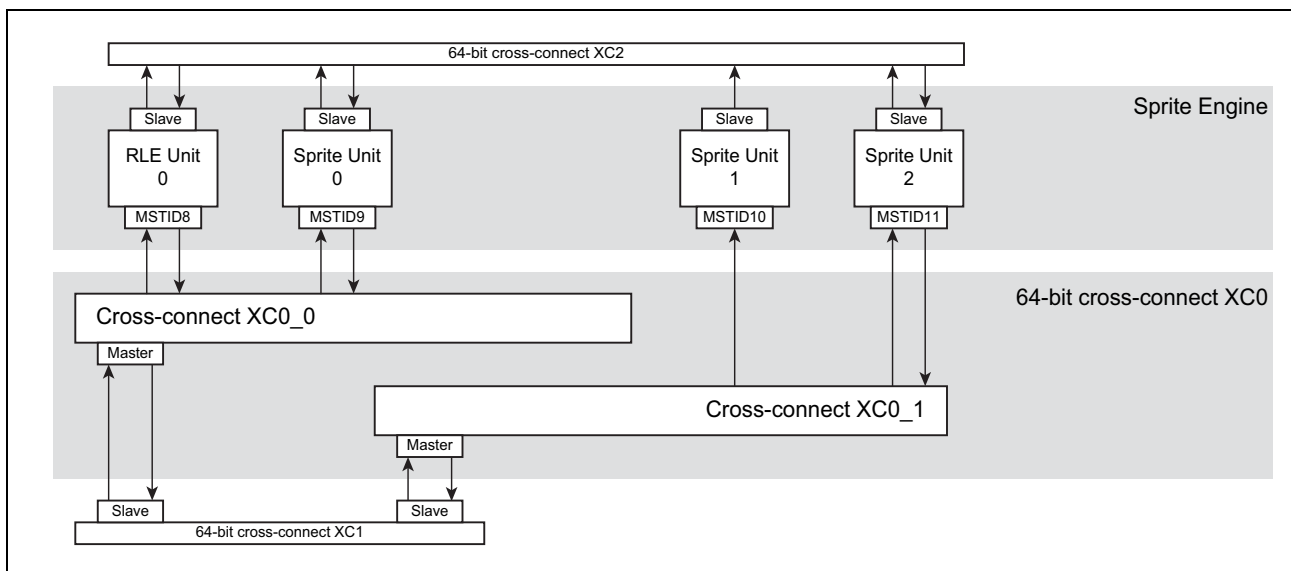 64-bit cross-connect XC2
Sprite Engine
Slave
Slave
Slave
Slave
RLE Unit
0
Sprite Unit
0
Sprite Unit
1
Sprite Unit
2
MSTID8
MSTID9
MSTID10
MSTID11
64-bit cross-connect XC0
Cross-connect XC0_0
Master
Cross-connect XC0_1
Master
Slave
Slave
64-bit cross-connect XC1